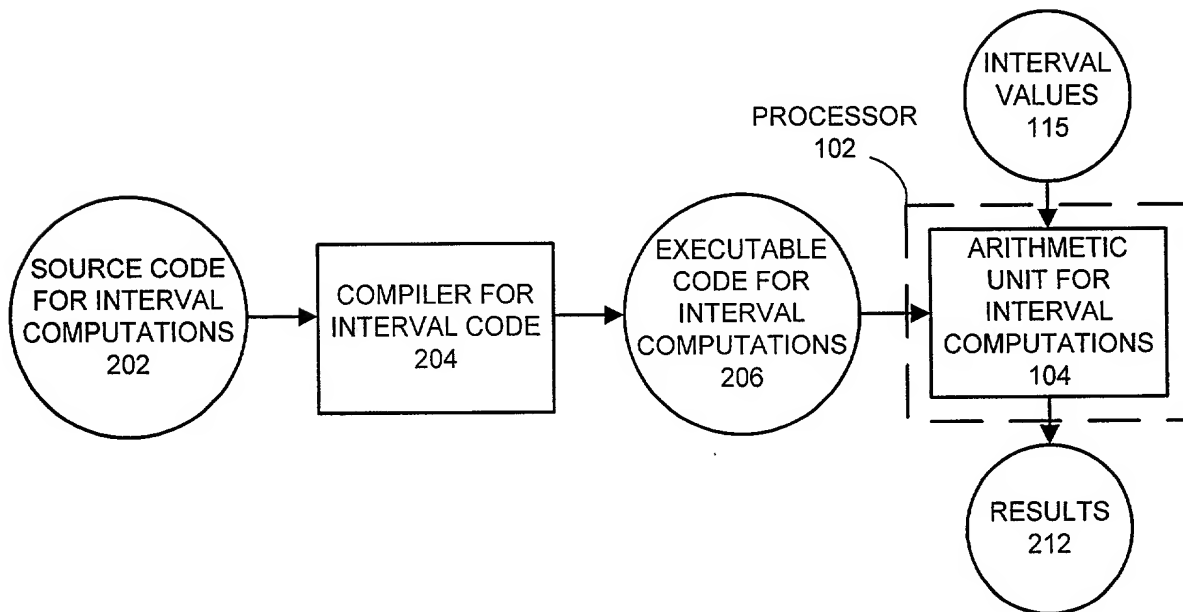 INTERVAL
VALUES
115
PROCESSOR
102
SOURCE CODE
FOR INTERVAL
COMPUTATIONS
202
COMPILER FOR
INTERVAL CODE
204
EXECUTABLE
CODE FOR
INTERVAL
COMPUTATIONS
206
ARITHMETIC
UNIT FOR
INTERVAL
COMPUTATIONS
104
RESULTS
212